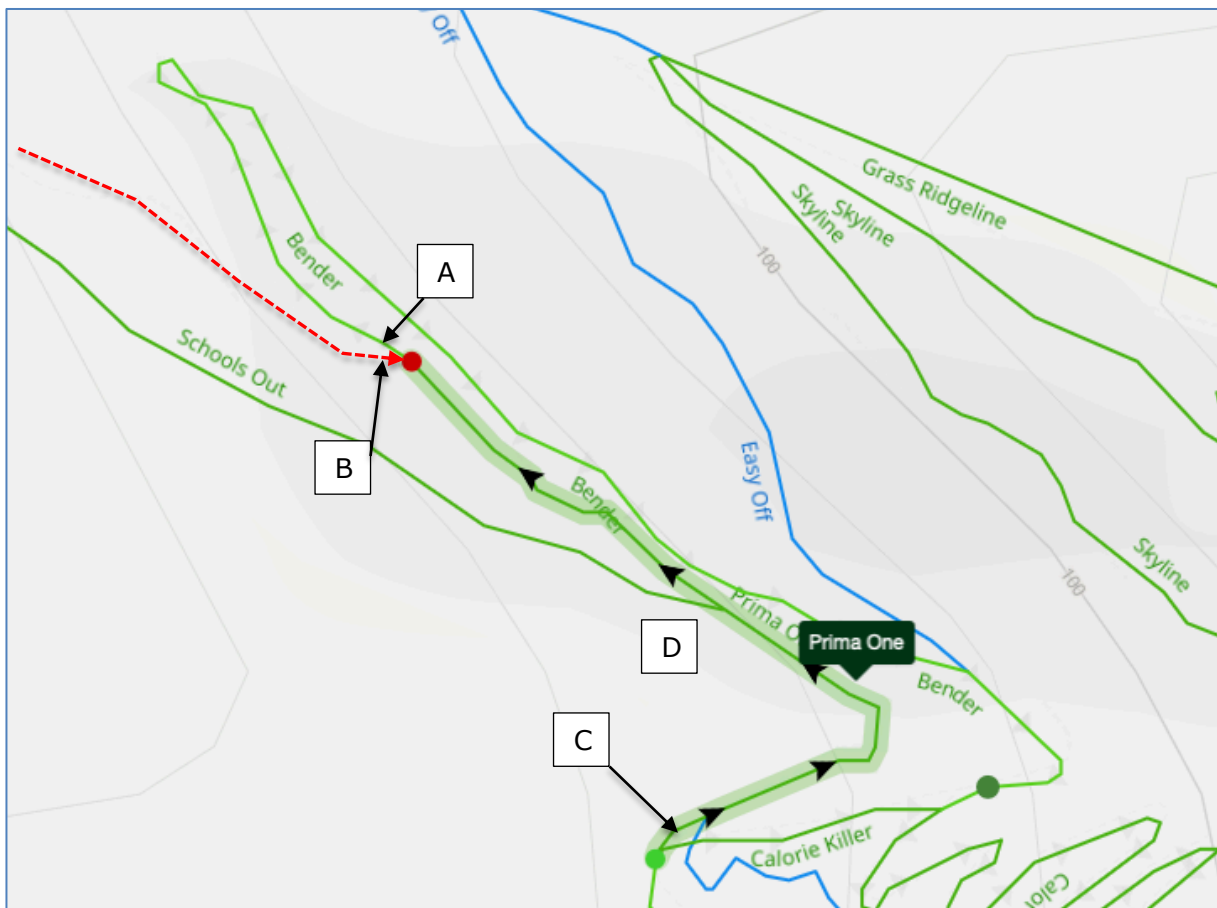 y Off
Grass Ridgeline
Skyline
Skyline
Bender
A
100
Schools Out
B
Easy Off
Bender
Skyline
100
Prima O
Prima One
D
Bender
C
Calorie Killer
Calor